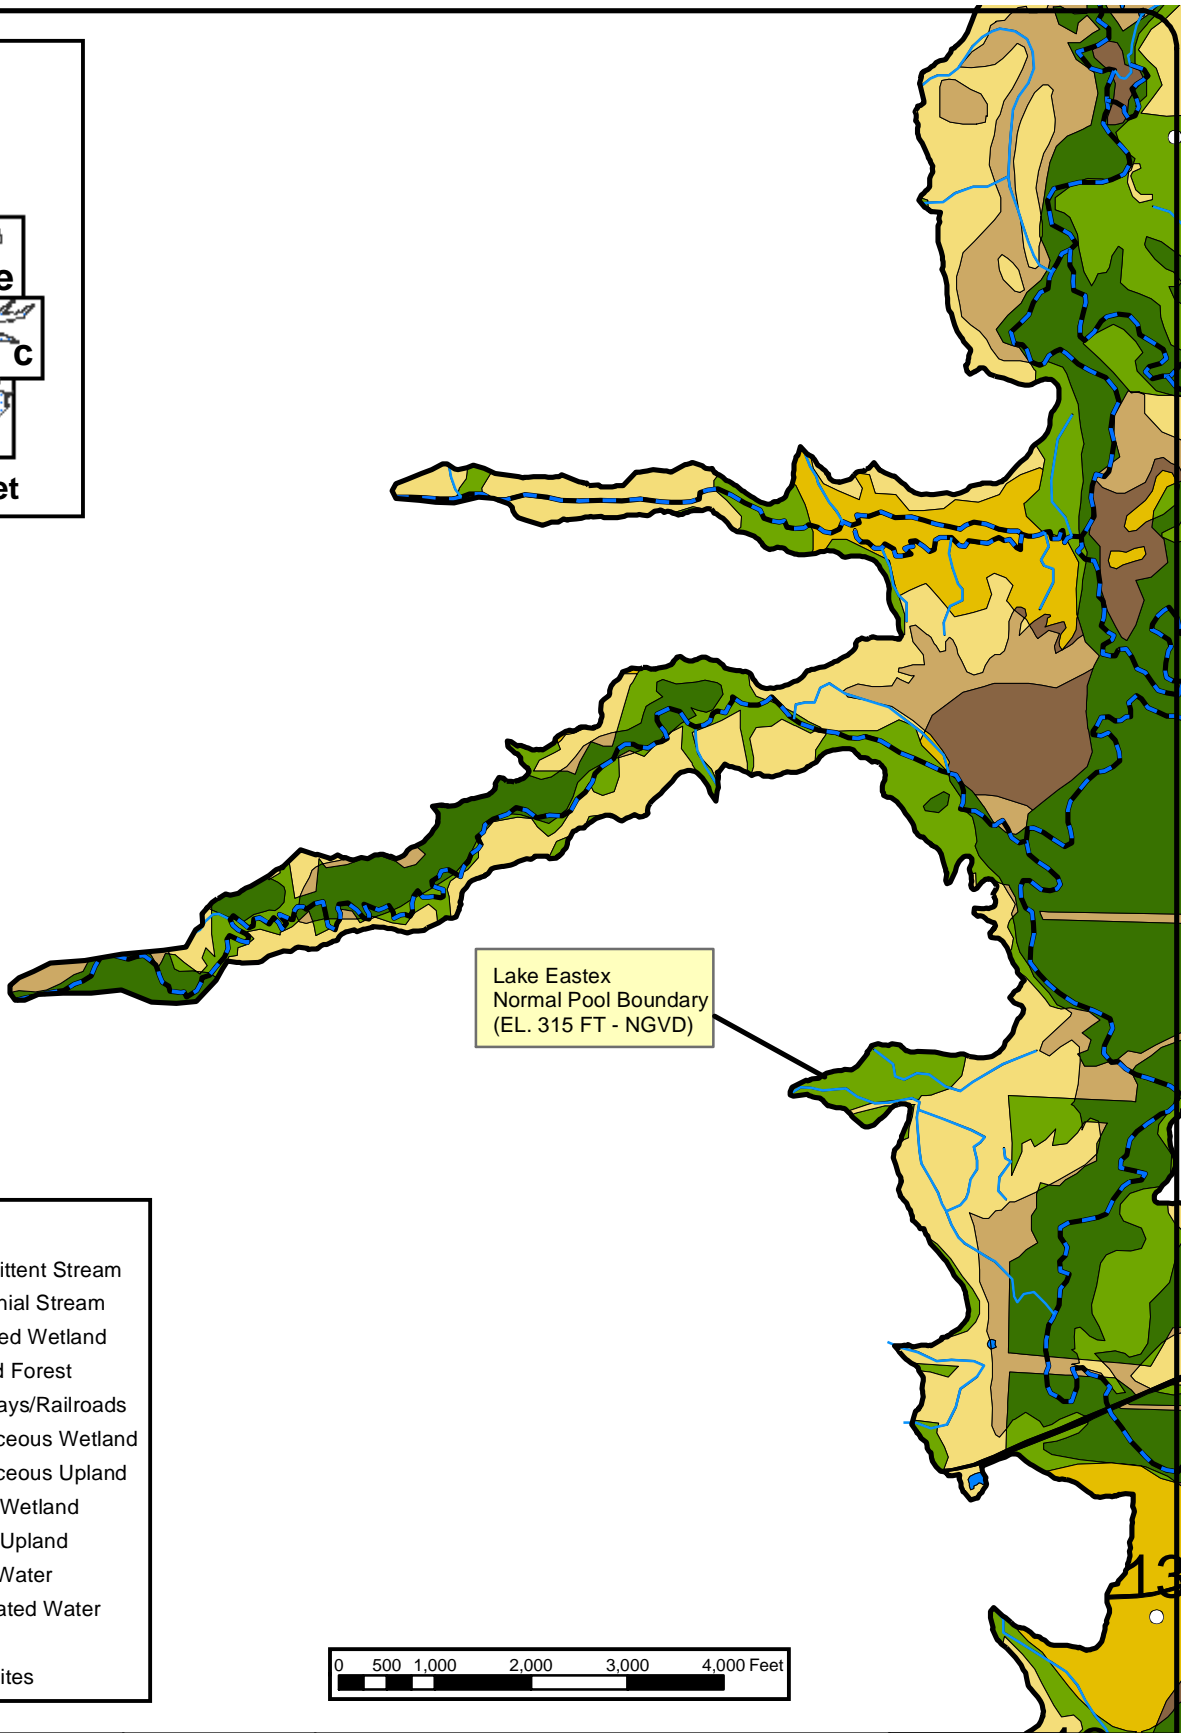 e
c
et
Lake Eastex
Normal Pool Boundary
(EL. 315 FT - NGVD)
ittent Stream
nial Stream
ed Wetland
d Forest
ays/Railroads
ceous Wetland
ceous Upland
Wetland
Upland
Water
ated Water
ites
0 500 1,000 2,000 3,000 4,000 Feet
13